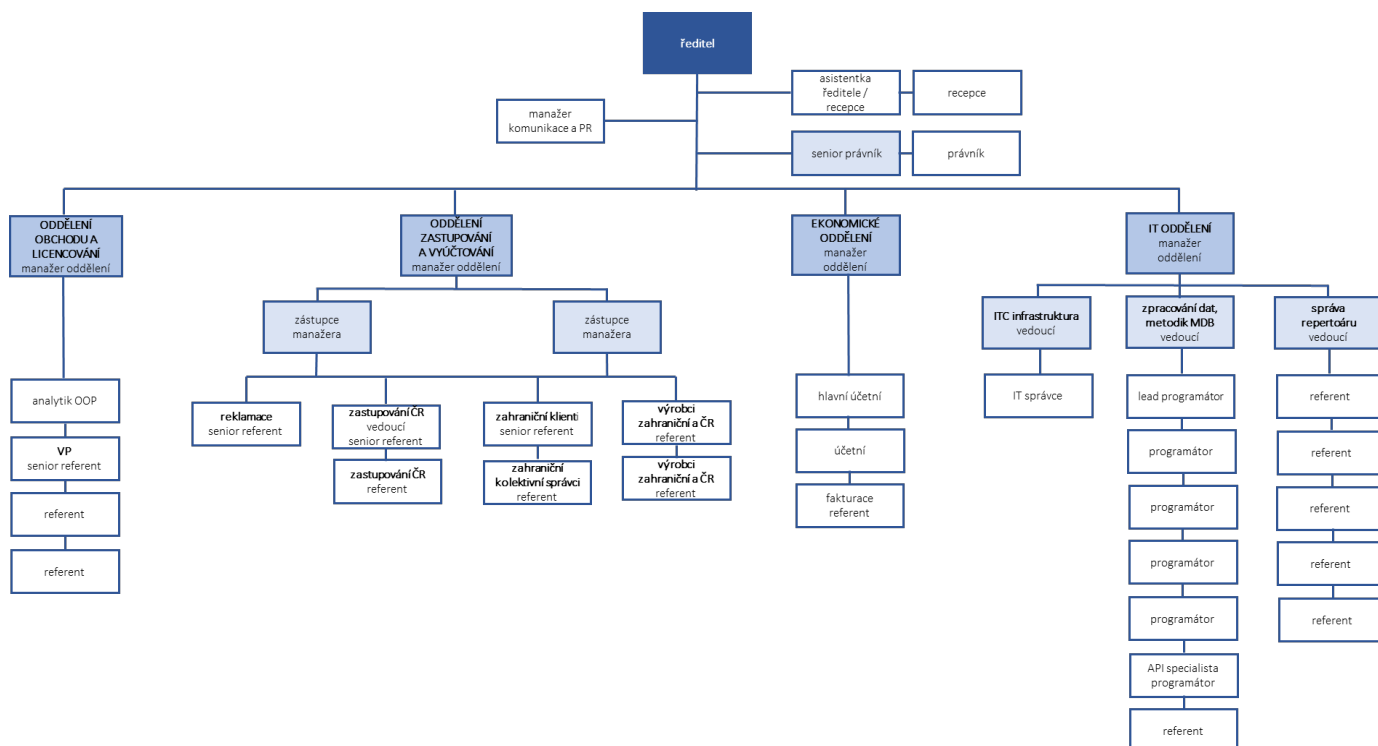 ředitel
asistentka
ředitele /
recepce
recepce
manažer
komunikace a PR
senior právník
právník
ODDĚLENÍ
OBCHODU A
LICENCOVÁNÍ
manažer oddělení
ODDĚLENÍ
ZASTUPOVÁNÍ
A VYÚČTOVÁNÍ
manažer oddělení
EKONOMICKÉ
ODDĚLENÍ
manažer
oddělení
IT ODDĚLENÍ
manažer
oddělení
zástupce
manažera
zástupce
manažera
ITC infrastruktura
vedoucí
zpracování dat,
metodik MDB
vedoucí
správa
repertoáru
vedoucí
analytik OOP
VP
senior referent
referent
referent
reklamace
senior referent
zastupování ČR
vedoucí
senior referent
zastupování ČR
referent
zahraniční klienti
senior referent
zahraniční
kolektivní správci
referent
výrobci
zahraniční a ČR
referent
výrobci
zahraniční a ČR
referent
hlavní účetní
účetní
fakturace
referent
IT správce
lead programátor
programátor
programátor
programátor
programátor
API specialista
programátor
referent
referent
referent
referent
referent
referent